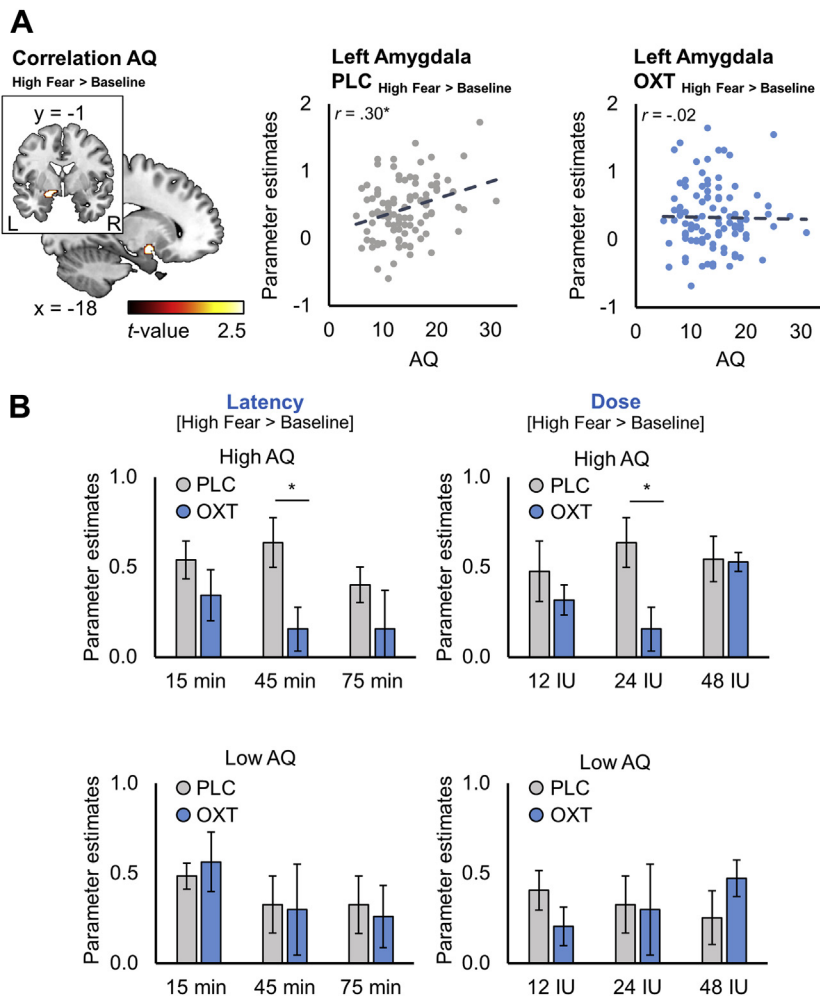 A
Correlation AQ
High Fear > Baseline
y = -1
L
R
x = -18
t-value
2.5
Left Amygdala
PLC High Fear > Baseline
r = .30*
Parameter estimates
2
1
0
-1
0
10
20
30
AQ
Left Amygdala
OXT High Fear > Baseline
r = -.02
Parameter estimates
2
1
0
-1
0
10
20
30
AQ
B
Latency
[High Fear > Baseline]
High AQ
PLC
OXT
*
Parameter estimates
1.0
0.5
0.0
15 min
45 min
75 min
Dose
[High Fear > Baseline]
High AQ
PLC
OXT
*
Parameter estimates
1.0
0.5
0.0
12 IU
24 IU
48 IU
Low AQ
PLC
OXT
Parameter estimates
1.0
0.5
0.0
15 min
45 min
75 min
Low AQ
PLC
OXT
Parameter estimates
1.0
0.5
0.0
12 IU
24 IU
48 IU